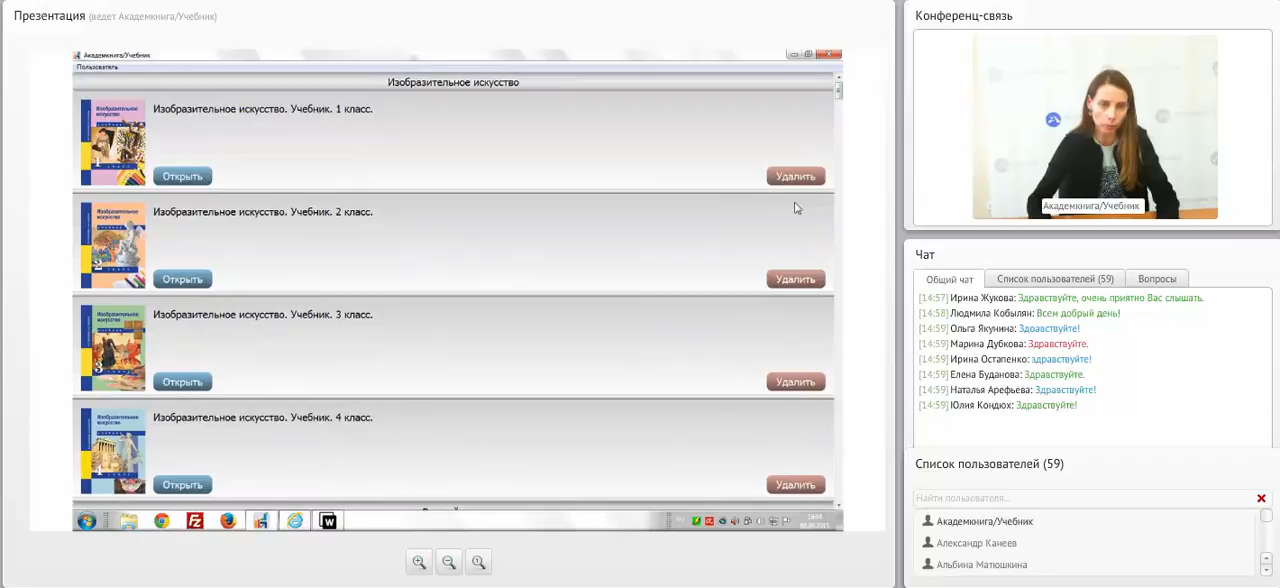 Презентация (ведет Академкнига/Учебник)
Академкнига/Учебник
Пользователь
Изобразительное искусство
Изобразительное искусство. Учебник. 1 класс.
Открыть
Удалить
Изобразительное искусство. Учебник. 2 класс.
Открыть
Удалить
Изобразительное искусство. Учебник. 3 класс.
Открыть
Удалить
Изобразительное искусство. Учебник. 4 класс.
Открыть
Удалить
Конференц-связь
Академкнига/Учебник
Чат
Общий чат
Список пользователей (59)
Вопросы
[14:57] Ирина Жукова: Здравствуйте, очень приятно Вас слышать.
[14:58] Людмила Кобылян: Всем добрый день!
[14:59] Ольга Якунина: Здоавствуйте!
[14:59] Марина Дубкова: Здравствуйте.
[14:59] Ирина Остапенко: здравствуйте!
[14:59] Елена Буданова: Здравствуйте.
[14:59] Наталья Арефьева: Здравствуйте!
[14:59] Юлия Кондюх: Здравствуйте!
Список пользователей (59)
Найти пользователя...
Академкнига/Учебник
Александр Канеев
Альбина Матюшкина